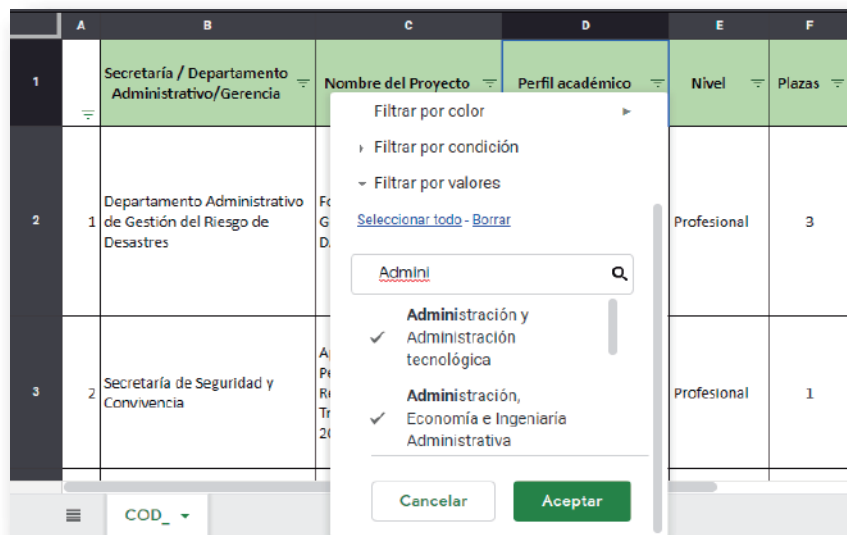 A B C D E F
1
Secretaría / Departamento
Administrativo/Gerencia
Nombre del Proyecto
Perfil académico
Nivel
Plazas
Filtrar por color
Filtrar por condición
Filtrar por valores
Seleccionar todo - Borrar
Admini
Administración y
Administración
tecnológica
Administración,
Economía e Ingeniaría
Administrativa
Cancelar
Aceptar
2
1
Departamento Administrativo
de Gestión del Riesgo de
Desastres
Profesional
3
3
2
Secretaría de Seguridad y
Convivencia
Profesional
1
COD_